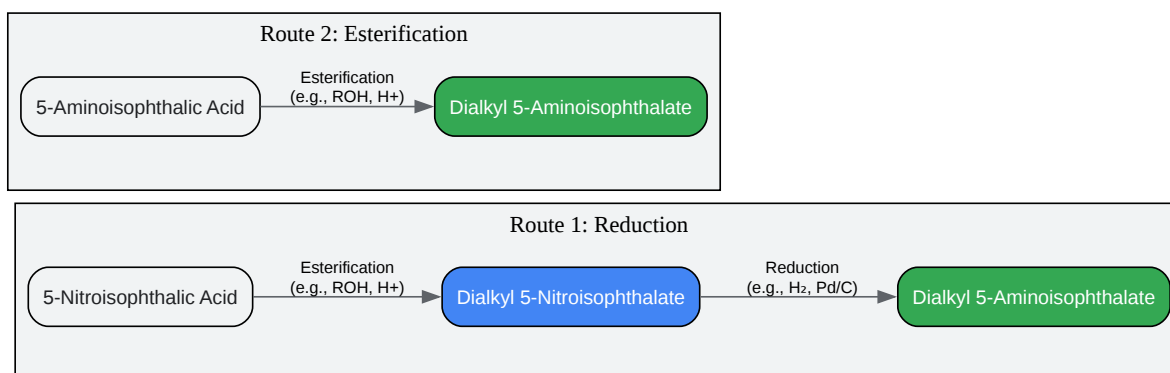 Route 2: Esterification
5-Aminoisophthalic Acid
Esterification
(e.g., ROH, H+)
Dialkyl 5-Aminoisophthalate
Route 1: Reduction
5-Nitroisophthalic Acid
Esterification
(e.g., ROH, H+)
Dialkyl 5-Nitroisophthalate
Reduction
(e.g., H₂, Pd/C)
Dialkyl 5-Aminoisophthalate